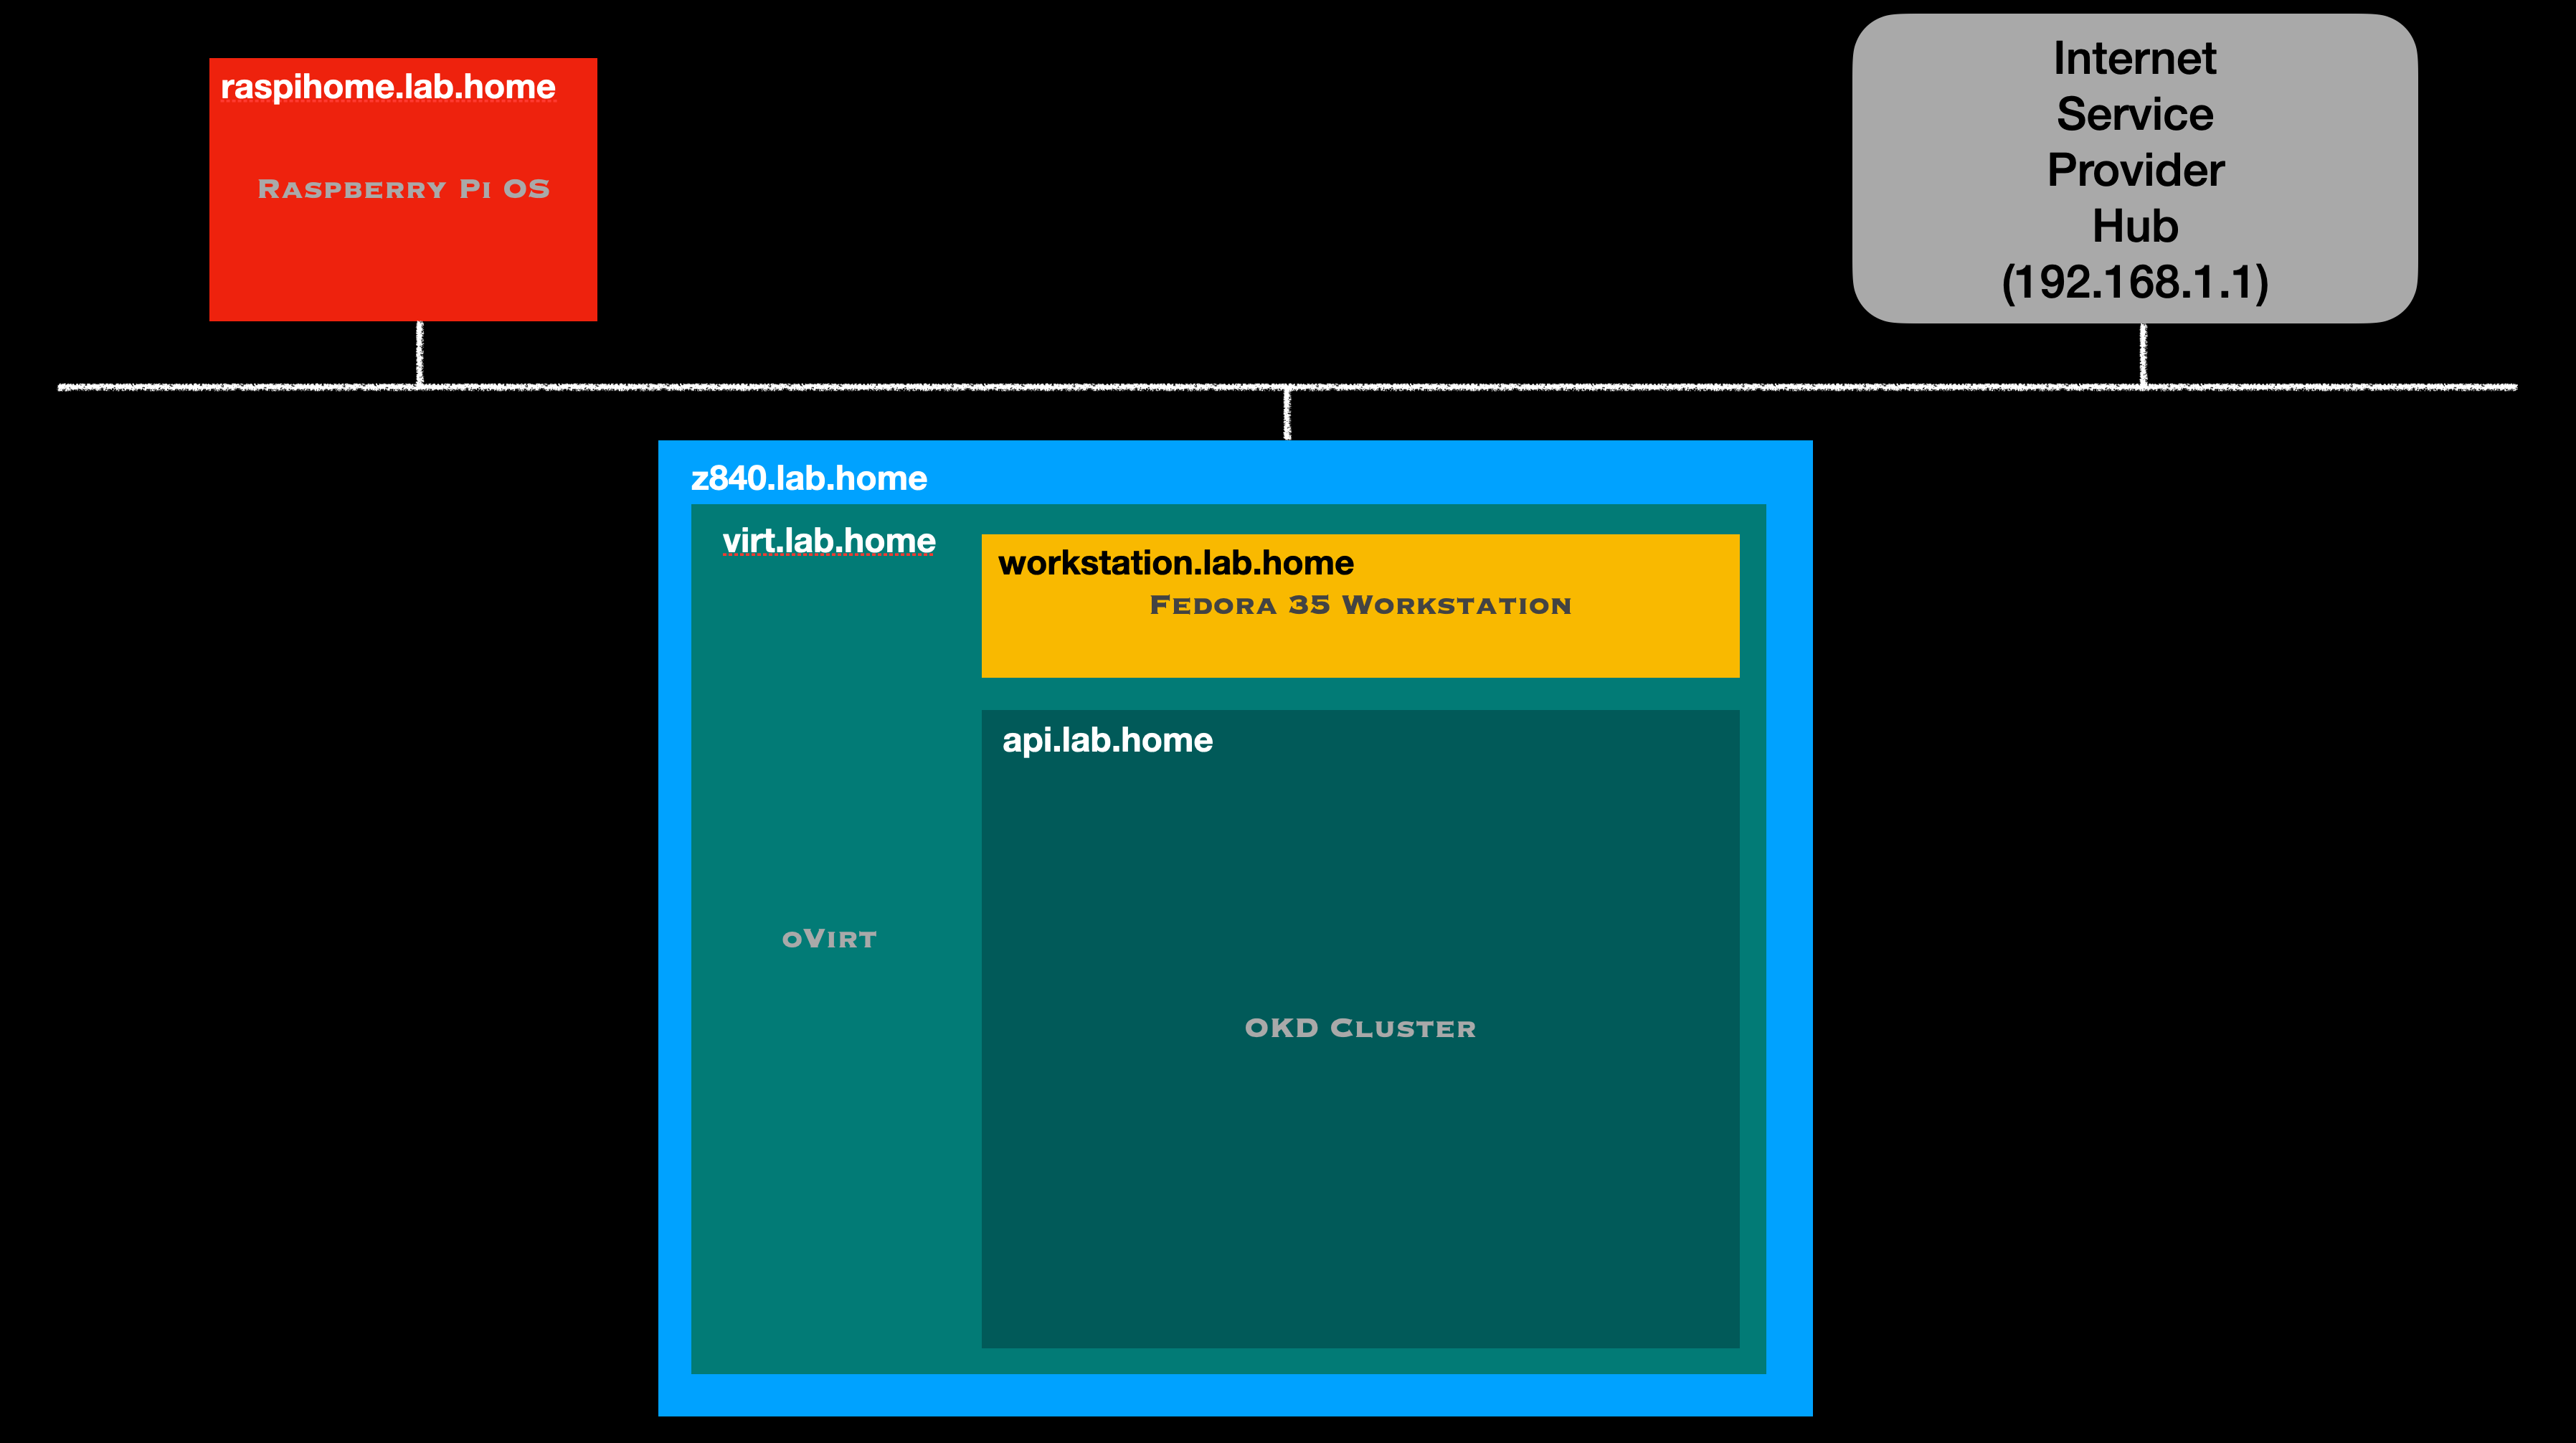 raspihome.lab.home
Raspberry Pi OS
Internet
Service
Provider
Hub
(192.168.1.1)
z840.lab.home
virt.lab.home
workstation.lab.home
Fedora 35 Workstation
api.lab.home
oVirt
OKD Cluster